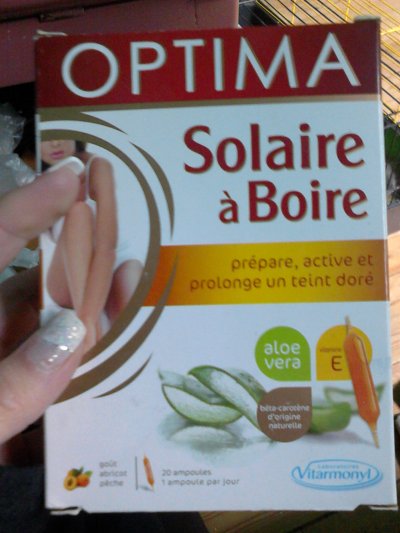 OPTIMA
Solaire
à Boire
prépare, active et
prolonge un teint doré
aloe
vera
vitamine
E
bêta-carotène
d'origine
naturelle
goût
abricot
pêche
20 ampoules
1 ampoule par jour
Laboratoires
Vitarmonyl